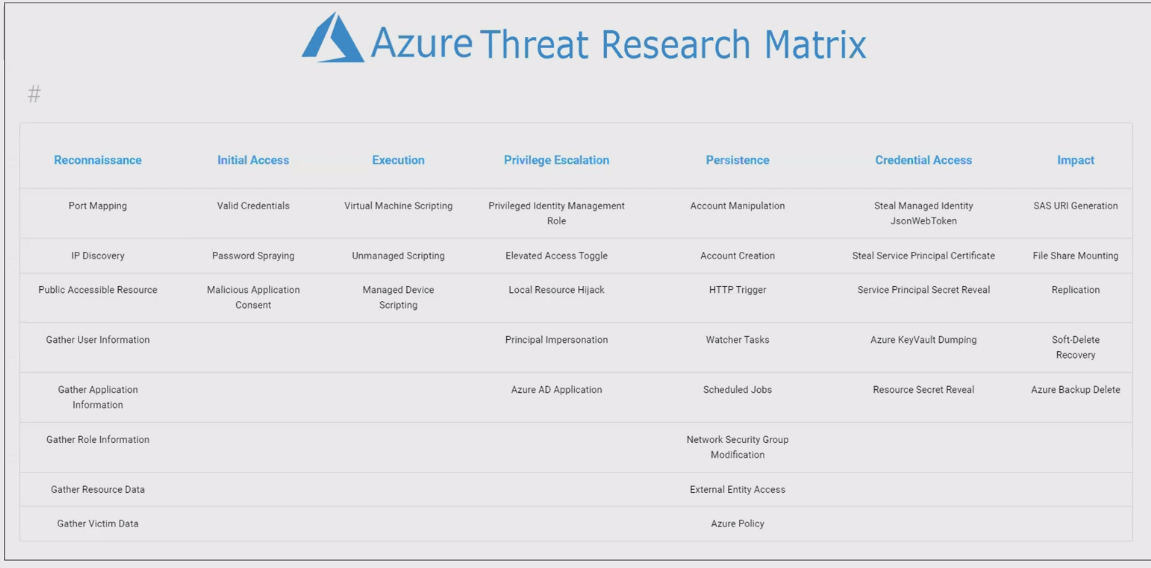 Azure Threat Research Matrix
#
Reconnaissance Initial Access Execution Privilege Escalation Persistence Credential Access Impact
Port Mapping Valid Credentials Virtual Machine Scripting Privileged Identity Management Account Manipulation Steal Managed Identity SAS URI Generation
Role JsonWebToken
IP Discovery Password Spraying Unmanaged Scripting Elevated Access Toggle Account Creation Steal Service Principal Certificate File Share Mounting
Public Accessible Resource Malicious Application Managed Device Local Resource Hijack HTTP Trigger Service Principal Secret Reveal Replication
Consent Scripting
Gather User Information Principal Impersonation Watcher Tasks Azure KeyVault Dumping Soft-Delete
Recovery
Gather Application Azure AD Application Scheduled Jobs Resource Secret Reveal Azure Backup Delete
Information
Gather Role Information Network Security Group
Modification
Gather Resource Data External Entity Access
Gather Victim Data Azure Policy